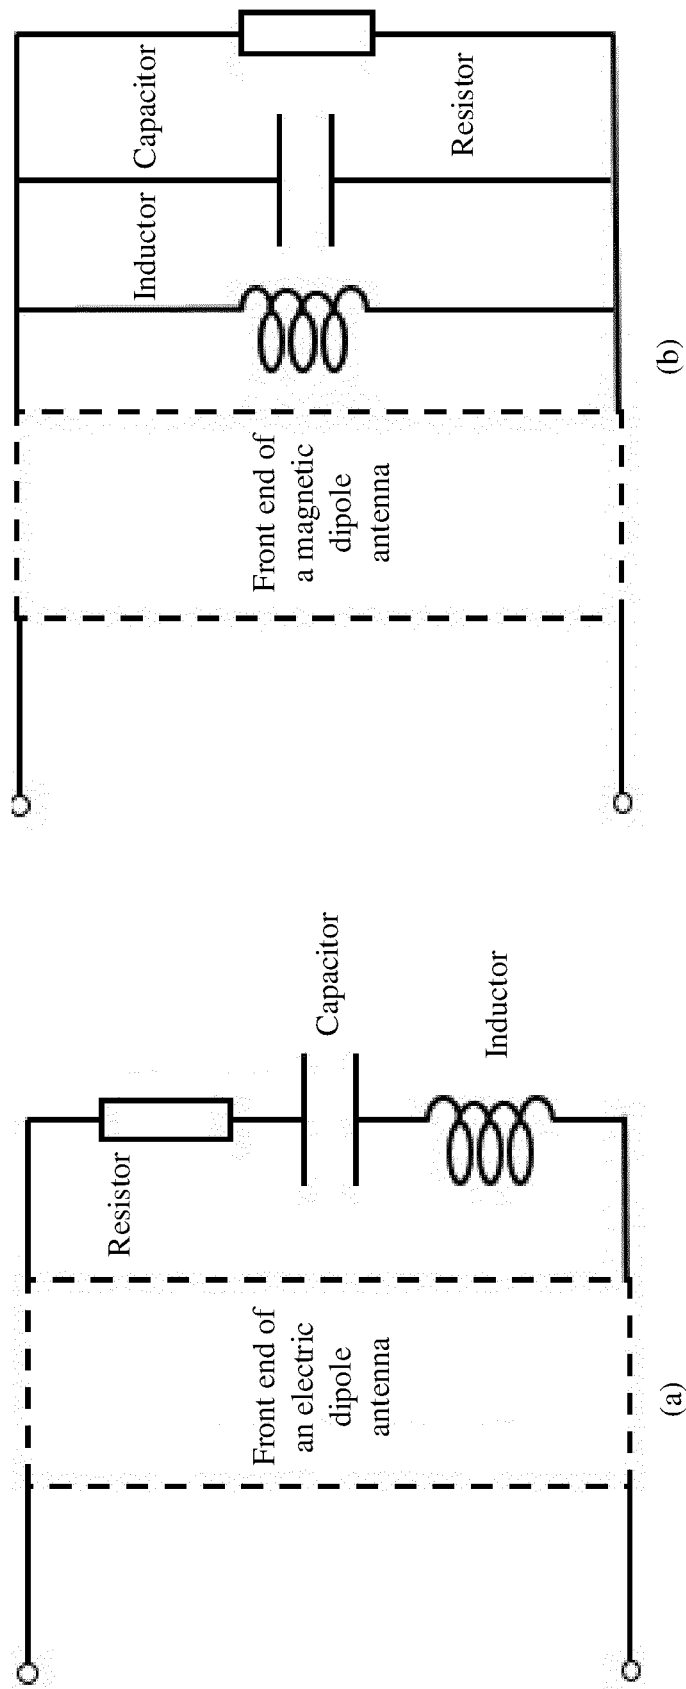 Resistor
Capacitor
Inductor
Front end of
an electric
dipole
antenna
(a)
Inductor
Capacitor
Resistor
Front end of
a magnetic
dipole
antenna
(b)